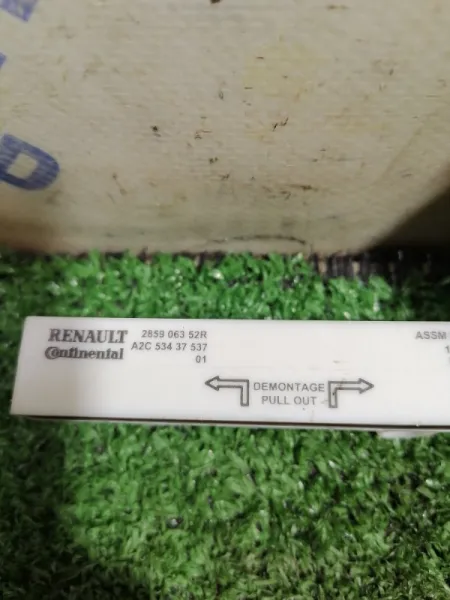 RENAULT 2859 063 52R
Continental A2C 534 37 537
01
ASSM
DEMONTAGE
PULL OUT